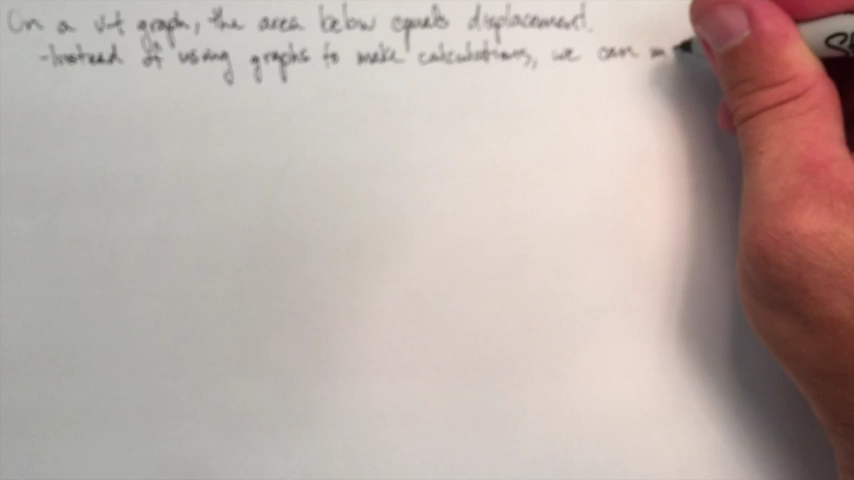 On a v-t graph, the area below equals displacement.
-Instead of using graphs to make calculations, we can m